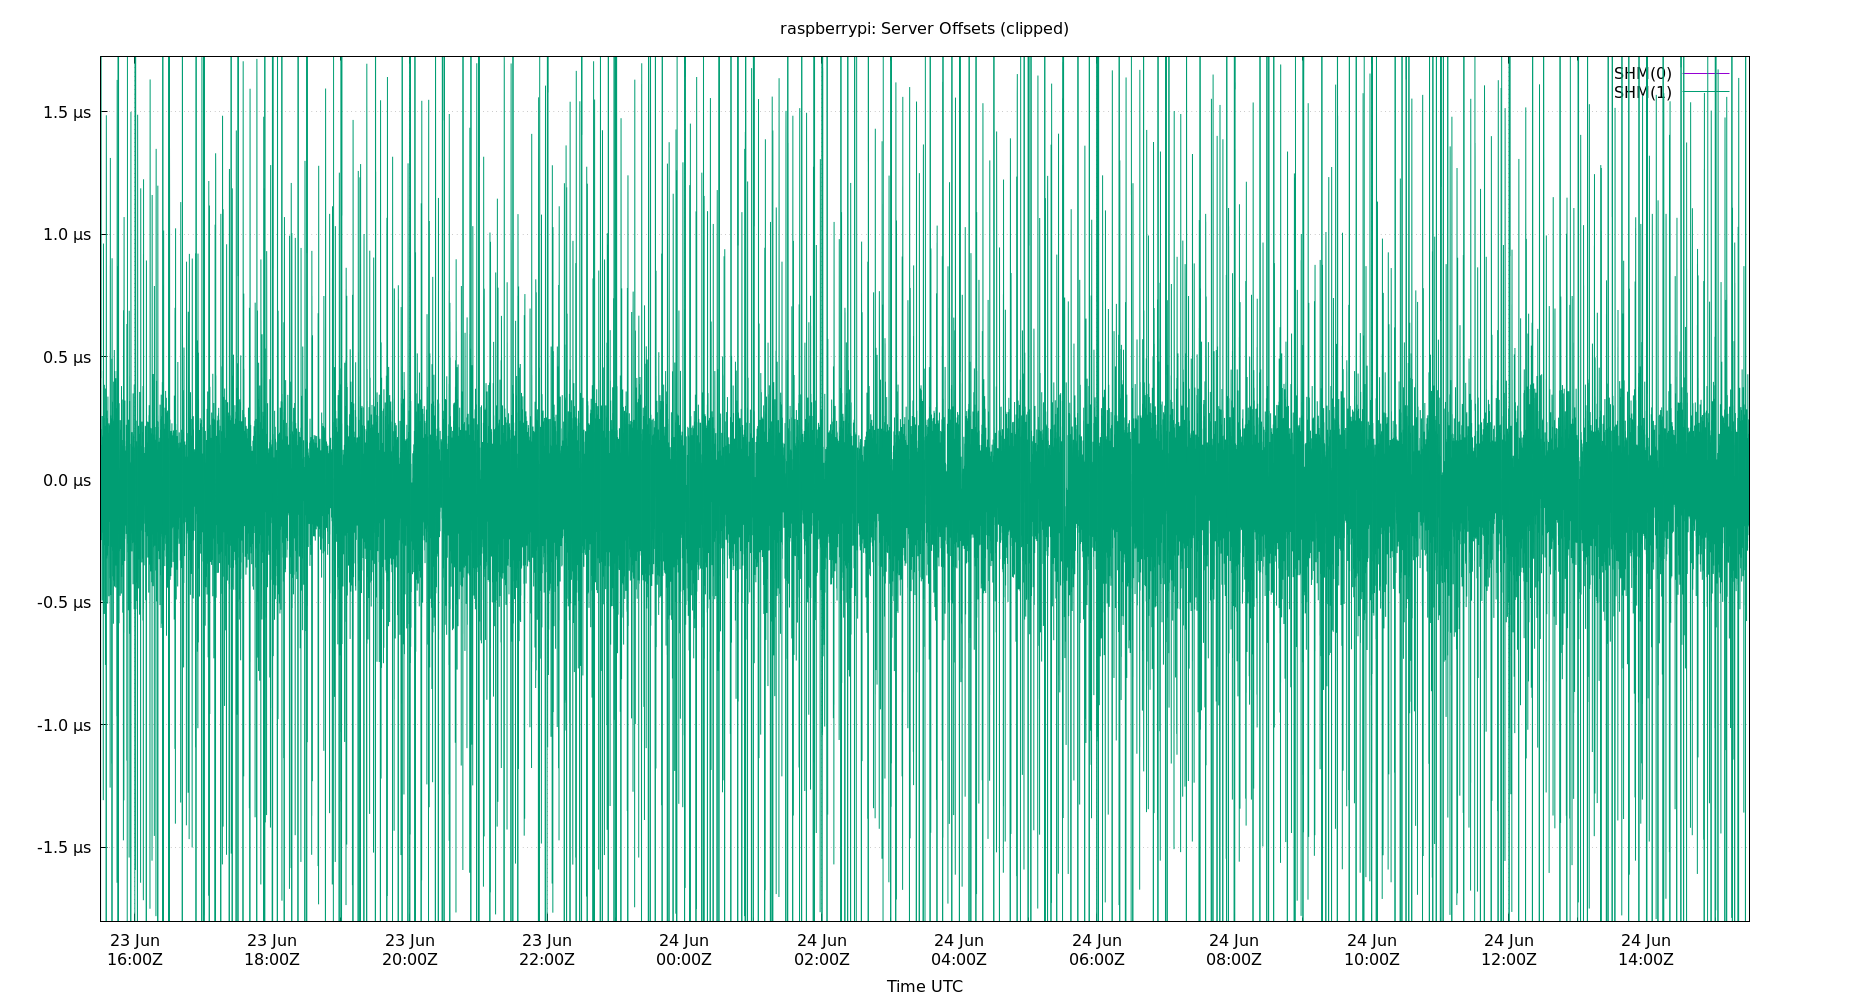 raspberrypi: Server Offsets (clipped)
SHM(0)
SHM(1)
1.5 µs
1.0 µs
0.5 µs
0.0 µs
-0.5 µs
-1.0 µs
-1.5 µs
23 Jun 23 Jun 23 Jun 23 Jun 24 Jun 24 Jun 24 Jun 24 Jun 24 Jun 24 Jun 24 Jun 24 Jun
16:00Z 18:00Z 20:00Z 22:00Z 00:00Z 02:00Z 04:00Z 06:00Z 08:00Z 10:00Z 12:00Z 14:00Z
Time UTC